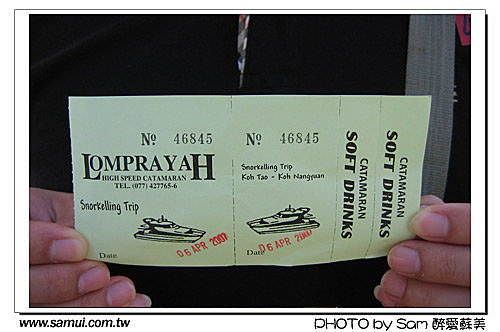 No 46845
LOMPRAYAH
HIGH SPEED CATAMARAN
TEL. (077) 427765-6
Snorkelling Trip
Date
06 APR 2007
No 46845
Snorkelling Trip
Koh Tao - Koh Nangyuan
Date
06 APR 2007
CATAMARAN
SOFT DRINKS
CATAMARAN
SOFT DRINKS
www.samui.com.tw
PHOTO by Sam 醉愛蘇美